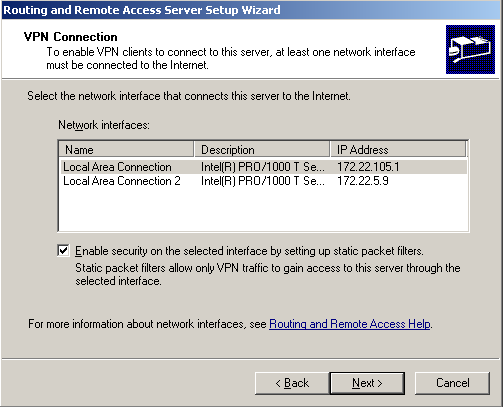 Routing and Remote Access Server Setup Wizard
VPN Connection
To enable VPN clients to connect to this server, at least one network interface
must be connected to the Internet.
Select the network interface that connects this server to the Internet.
Network interfaces:
Name Description IP Address
Local Area Connection Intel(R) PRO/1000 T Se... 172.22.105.1
Local Area Connection 2 Intel(R) PRO/1000 T Se... 172.22.5.9
Enable security on the selected interface by setting up static packet filters.
Static packet filters allow only VPN traffic to gain access to this server through the
selected interface.
For more information about network interfaces, see Routing and Remote Access Help.
< Back Next > Cancel